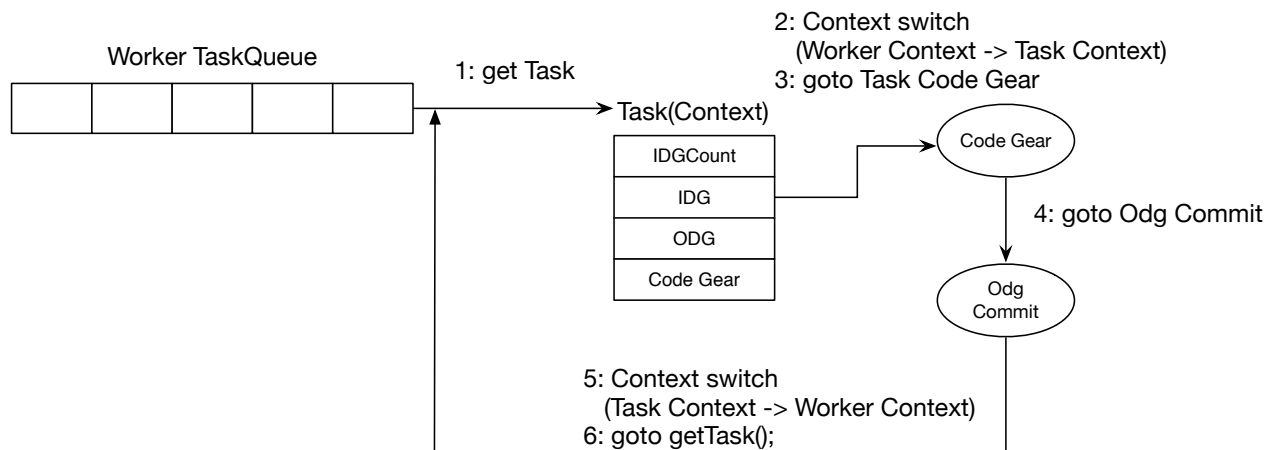 Worker TaskQueue
1: get Task
2: Context switch
(Worker Context -> Task Context)
3: goto Task Code Gear
Task(Context)
IDGCount
IDG
ODG
Code Gear
Code Gear
4: goto Odg Commit
Odg
Commit
5: Context switch
(Task Context -> Worker Context)
6: goto getTask();